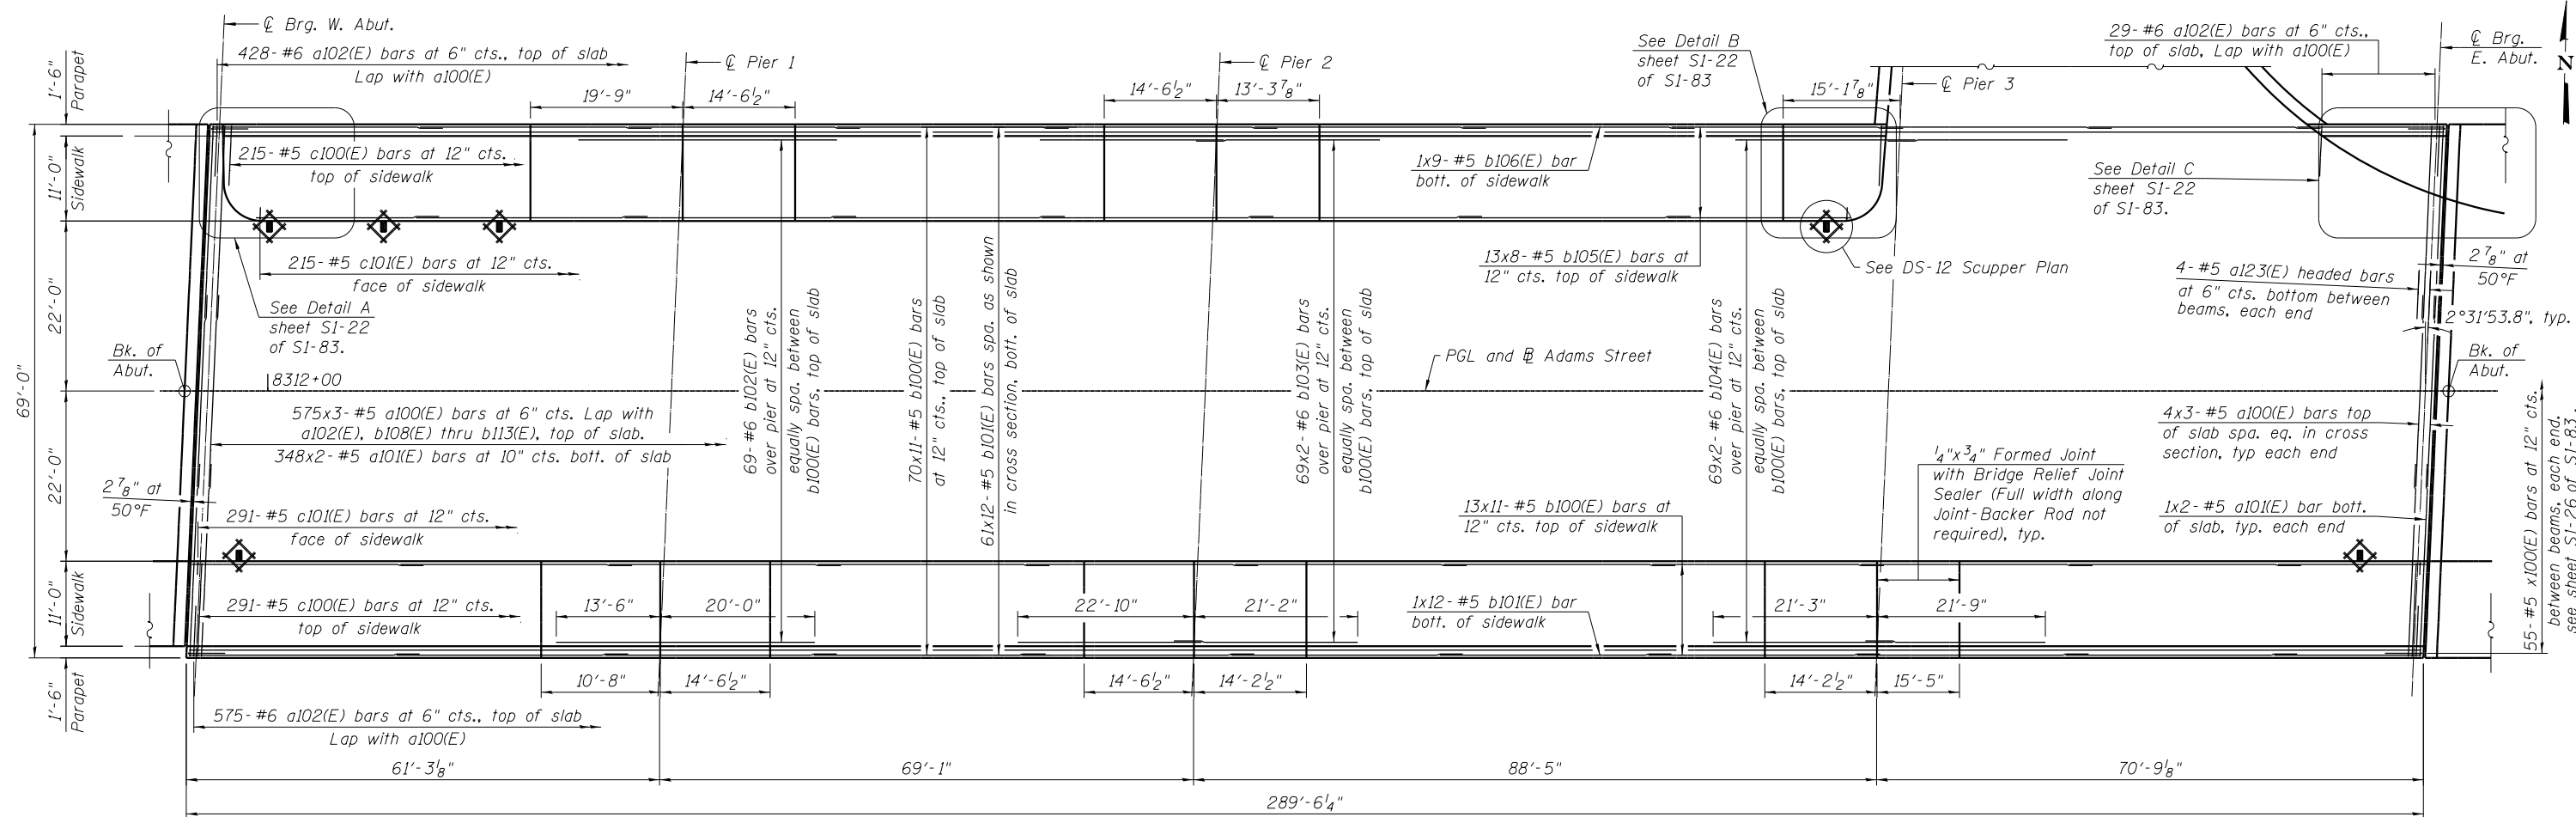 ℄ Brg. W. Abut.
428-#6 a102(E) bars at 6" cts., top of slab
Lap with a100(E)
1'-6"
Parapet
℄ Pier 1
℄ Pier 2
See Detail B
sheet S1-22
of S1-83
℄ Pier 3
29-#6 a102(E) bars at 6" cts.,
top of slab, Lap with a100(E)
℄ Brg.
E. Abut.
N
19'-9"
14'-6½"
14'-6½"
13'-3⅞"
15'-1⅞"
11'-0"
Sidewalk
215-#5 c100(E) bars at 12" cts.
top of sidewalk
1x9-#5 b106(E) bar
bott. of sidewalk
See Detail C
sheet S1-22
of S1-83.
215-#5 c101(E) bars at 12" cts.
face of sidewalk
13x8-#5 b105(E) bars at
12" cts. top of sidewalk
See DS-12 Scupper Plan
4-#5 a123(E) headed bars
at 6" cts. bottom between
beams, each end
2⅞" at
50°F
2°31'53.8", typ.
22'-0"
See Detail A
sheet S1-22
of S1-83.
Bk. of
Abut.
8312+00
PGL and ℄ Adams Street
Bk. of
Abut.
69'-0"
575x3-#5 a100(E) bars at 6" cts. Lap with
a102(E), b108(E) thru b113(E), top of slab.
348x2-#5 a101(E) bars at 10" cts. bott. of slab
69-#6 b102(E) bars
over pier at 12" cts.
equally spa. between
b100(E) bars, top of slab
70x11-#5 b100(E) bars
at 12" cts., top of slab
61x12-#5 b101(E) bars spa. as shown
in cross section, bott. of slab
69x2-#6 b103(E) bars
over pier at 12" cts.
equally spa. between
b100(E) bars, top of slab
69x2-#6 b104(E) bars
over pier at 12" cts.
equally spa. between
b100(E) bars, top of slab
4x3-#5 a100(E) bars top
of slab spa. eq. in cross
section, typ each end
22'-0"
2⅞" at
50°F
291-#5 c101(E) bars at 12" cts.
face of sidewalk
13x11-#5 b100(E) bars at
12" cts. top of sidewalk
¼"x¾" Formed Joint
with Bridge Relief Joint
Sealer (Full width along
Joint-Backer Rod not
required), typ.
1x2-#5 a101(E) bar bott.
of slab, typ. each end
55-#5 x100(E) bars at 12" cts.
between beams, each end.
see sheet S1-26 of S1-83.
11'-0"
Sidewalk
291-#5 c100(E) bars at 12" cts.
top of sidewalk
13'-6"
20'-0"
22'-10"
21'-2"
1x12-#5 b101(E) bar
bott. of sidewalk
21'-3"
21'-9"
1'-6"
Parapet
10'-8"
14'-6½"
14'-6½"
14'-2½"
14'-2½"
15'-5"
575-#6 a102(E) bars at 6" cts., top of slab
Lap with a100(E)
61'-3⅛"
69'-1"
88'-5"
70'-9⅛"
289'-6¼"